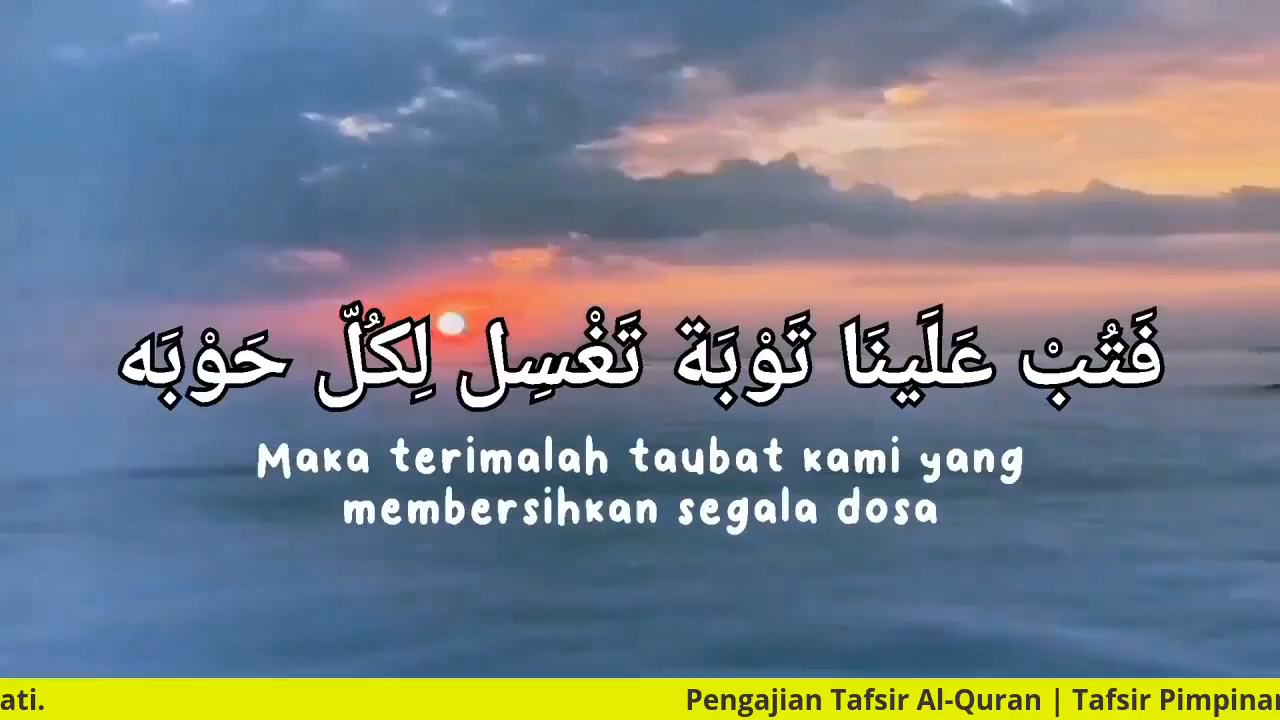 فَتُبْ عَلَينَا تَوْبَة تَغْسِل لِكُلّ حَوْبَه
Maka terimalah taubat kami yang
membersihkan segala dosa
ati. Pengajian Tafsir Al-Quran | Tafsir Pimpinan